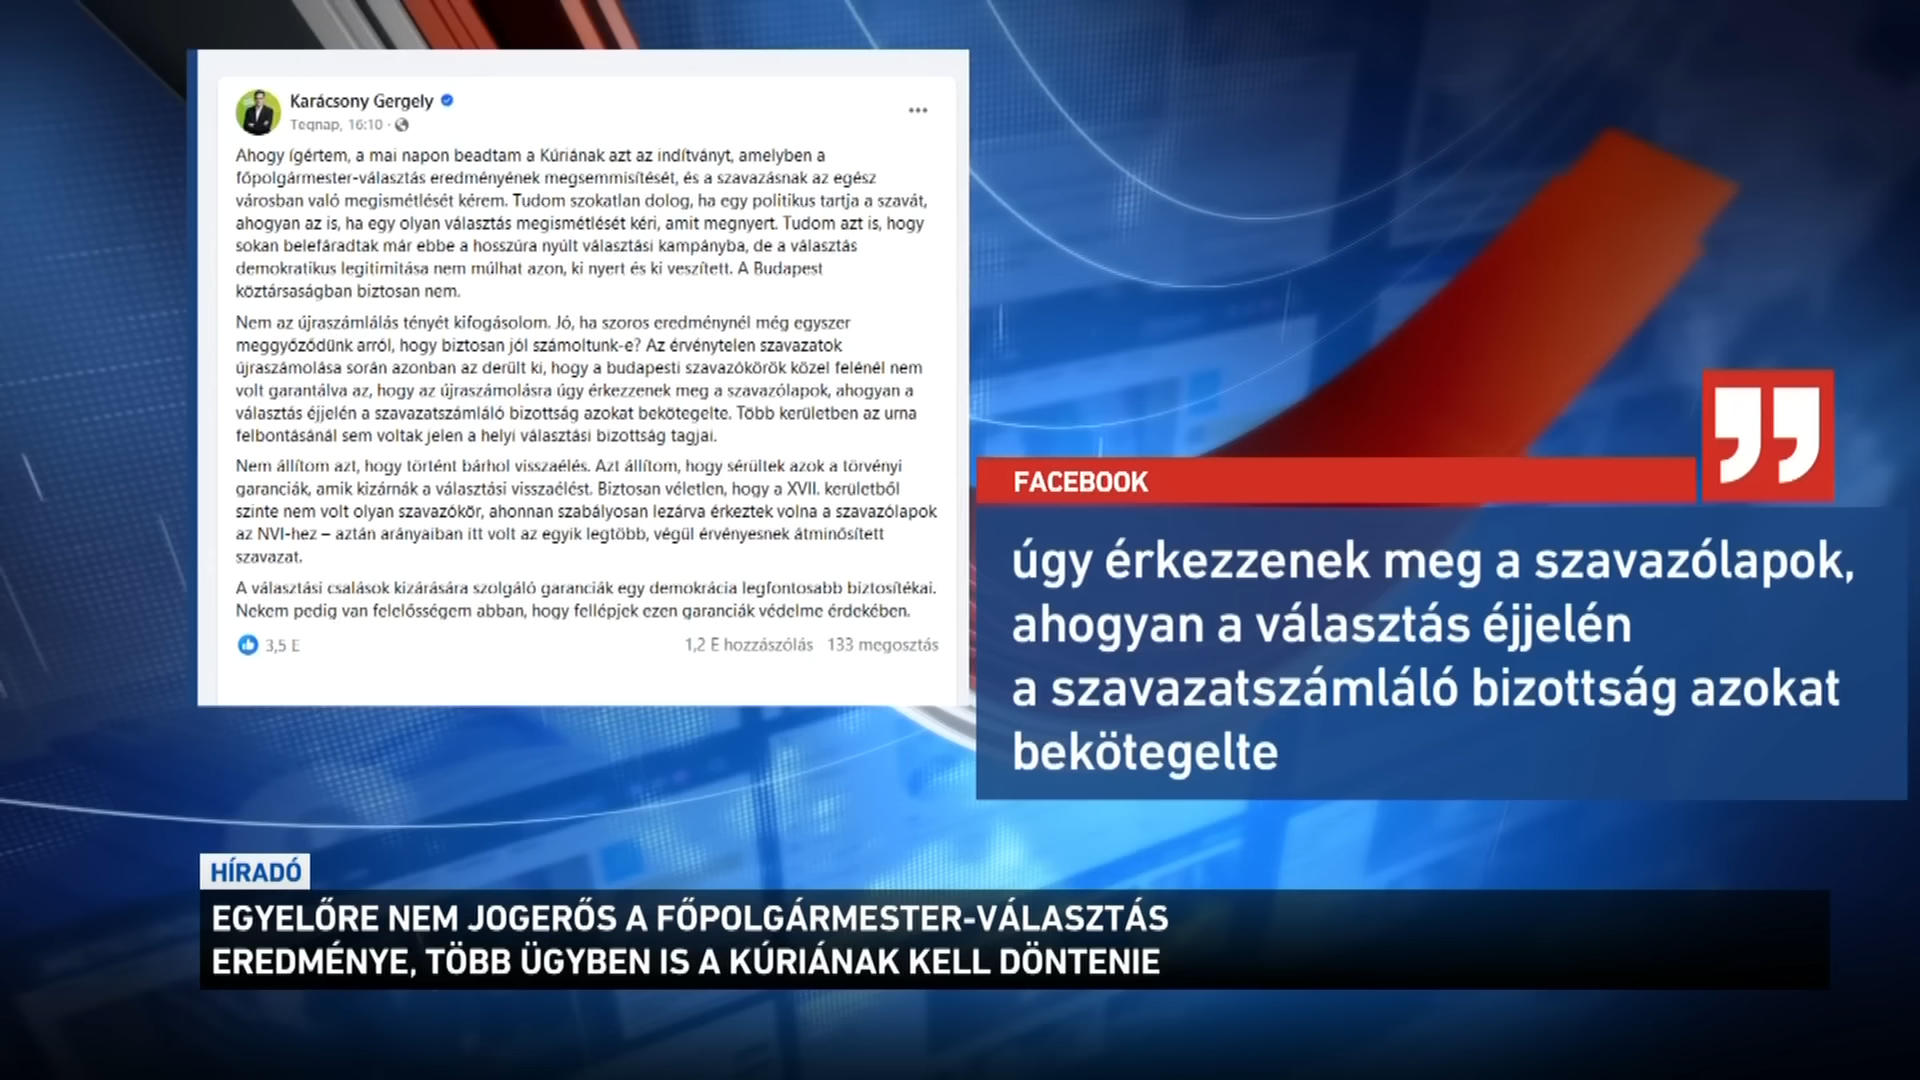 Karácsony Gergely
Tegnap, 16:10 ·
Ahogy ígértem, a mai napon beadtam a Kúriának azt az indítványt, amelyben a
főpolgármester-választás eredményének megsemmisítését, és a szavazásnak az egész
városban való megismétlését kérem. Tudom szokatlan dolog, ha egy politikus tartja a szavát,
ahogyan az is, ha egy olyan választás megismétlését kéri, amit megnyert. Tudom azt is, hogy
sokan belefáradtak már ebbe a hosszúra nyúlt választási kampányba, de a választás
demokratikus legitimitása nem múlhat azon, ki nyert és ki veszített. A Budapest
köztársaságban biztosan nem.
Nem az újraszámlálás tényét kifogásolom. Jó, ha szoros eredménynél még egyszer
meggyőződünk arról, hogy biztosan jól számoltunk-e? Az érvénytelen szavazatok
újraszámolása során azonban az derült ki, hogy a budapesti szavazókörök közel felénél nem
volt garantálva az, hogy az újraszámolásra úgy érkezzenek meg a szavazólapok, ahogyan a
választás éjjelén a szavazatszámláló bizottság azokat bekötegelte. Több kerületben az urna
felbontásánál sem voltak jelen a helyi választási bizottság tagjai.
Nem állítom azt, hogy történt bárhol visszaélés. Azt állítom, hogy sérültek azok a törvényi
garanciák, amik kizárnák a választási visszaélést. Biztosan véletlen, hogy a XVII. kerületből
szinte nem volt olyan szavazókör, ahonnan szabályosan lezárva érkeztek volna a szavazólapok
az NVI-hez – aztán arányaiban itt volt az egyik legtöbb, végül érvényesnek átminősített
szavazat.
A választási csalások kizárására szolgáló garanciák egy demokrácia legfontosabb biztosítékai.
Nekem pedig van felelősségem abban, hogy fellépjek ezen garanciák védelme érdekében.
3,5 E
1,2 E hozzászólás 133 megosztás
FACEBOOK
úgy érkezzenek meg a szavazólapok,
ahogyan a választás éjjelén
a szavazatszámláló bizottság azokat
bekötegelte
HÍRADÓ
EGYELŐRE NEM JOGERŐS A FŐPOLGÁRMESTER-VÁLASZTÁS
EREDMÉNYE, TÖBB ÜGYBEN IS A KÚRIÁNAK KELL DÖNTENIE